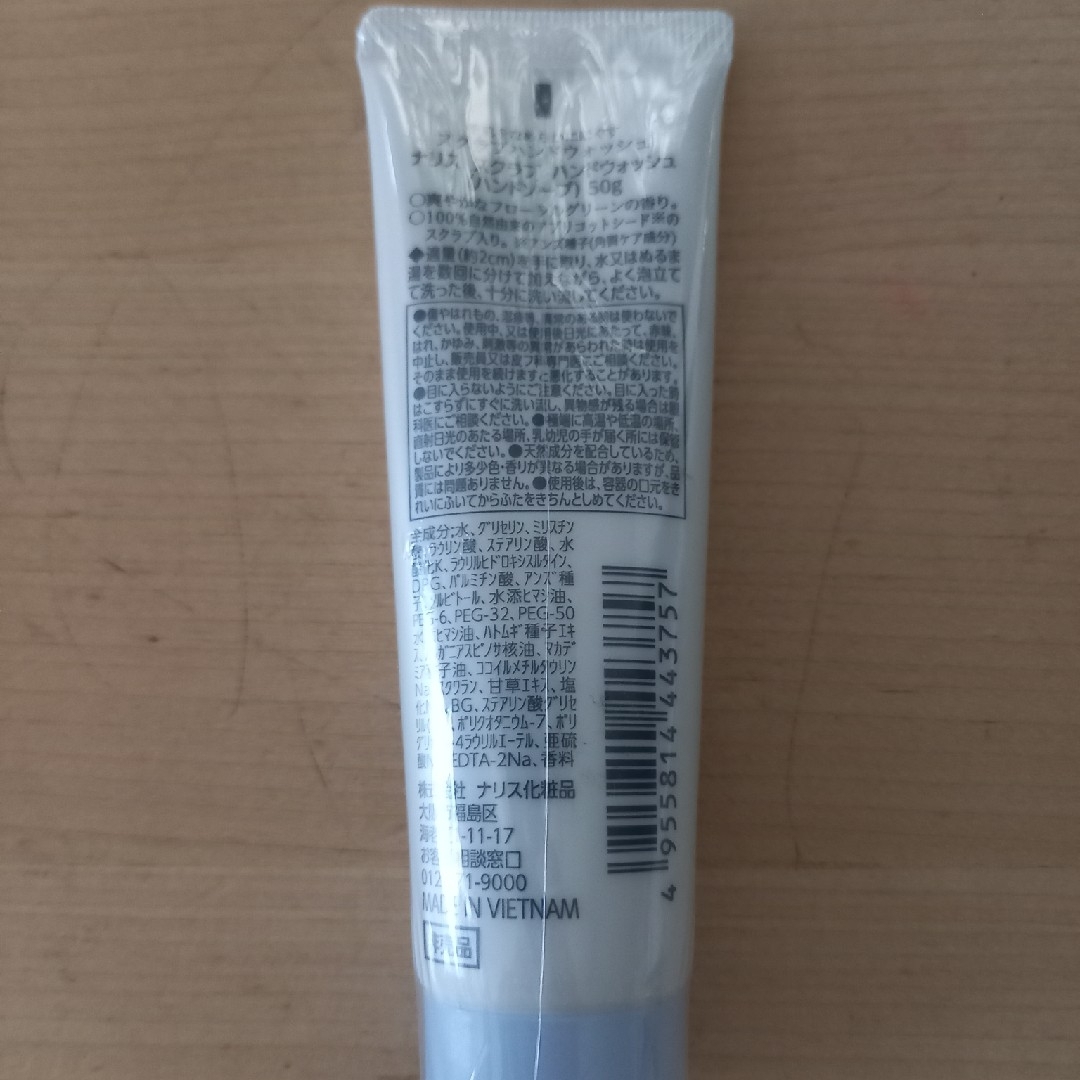 スクラブハンドウォッシュ
ナリス スクラブ ハンドウォッシュ
(ハンドソープ) 50g
○爽やかなフローラルグリーンの香り。
○100%自然由来のアプリコットシード※の
スクラブ入り。※アンズ種子(角質ケア成分)
◆適量(約2cm)を手に取り、水又はぬるま
湯を数回に分けて加えながら、よく泡立て
て洗った後、十分に洗い流してください。
●傷やはれもの、湿疹等、異常のある部は使わないで
ください。使用中、又は使用後日光にあたって、赤味、
はれ、かゆみ、刺激等の異常があらわれた時は使用を
中止し、販売員又は皮フ科専門医にご相談ください。
そのまま使用を続けますと悪化することがあります。
●目に入らないようにご注意ください。目に入った時
はこすらずにすぐに洗い流し、異物感が残る場合は眼
科医にご相談ください。●極端に高温や低温の場所、
直射日光のあたる場所、乳幼児の手が届く所には保管
しないでください。●天然成分を配合しているため、
製品により多少色・香りが異なる場合がありますが、品
質には問題ありません。●使用後は、容器の口元をき
れいにふいてからふたをきちんとしめてください。
全成分:水、グリセリン、ミリスチン
ラウリン酸、ステアリン酸、水
化K、ラウリルヒドロキシスルタイン、
DPG、パルミチン酸、アンズ種
子、ソルビトール、水添ヒマシ油、
PEG-6、PEG-32、PEG-50
水 ヒマシ油、ハトムギ種子エキ
ス、 ガニアスピノサ核油、マカデ
ミア 子油、ココイルメチルタウリン
Na、スクワラン、甘草エキス、塩
化 、BG、ステアリン酸グリセ
リル 、ポリクオタニウム-7、ポリ
グリ -4ラウリルエーテル、亜硫
酸N EDTA-2Na、香料
株式会社 ナリス化粧品
大阪市福島区
海老 -11-17
お客 相談窓口
012 71-9000
MADE IN VIETNAM
非売品
4 955814 443757